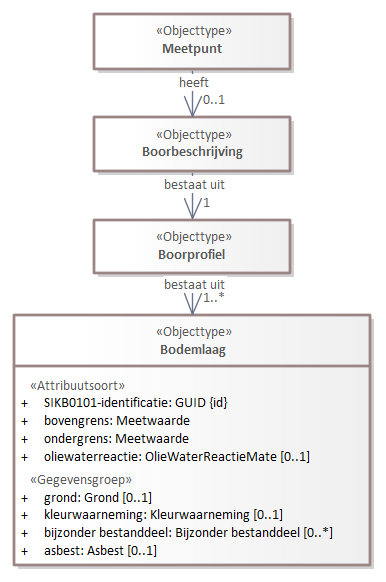 «Objecttype»
Meetpunt
heeft
0..1
«Objecttype»
Boorbeschrijving
bestaat uit
1
«Objecttype»
Boorprofiel
bestaat uit
1..*
«Objecttype»
Bodemlaag
«Attribuutsoort»
+ SIKB0101-identificatie: GUID {id}
+ bovengrens: Meetwaarde
+ ondergrens: Meetwaarde
+ oliewaterreactie: OlieWaterReactieMate [0..1]
«Gegevensgroep»
+ grond: Grond [0..1]
+ kleurwaarneming: Kleurwaarneming [0..1]
+ bijzonder bestanddeel: Bijzonder bestanddeel [0..*]
+ asbest: Asbest [0..1]